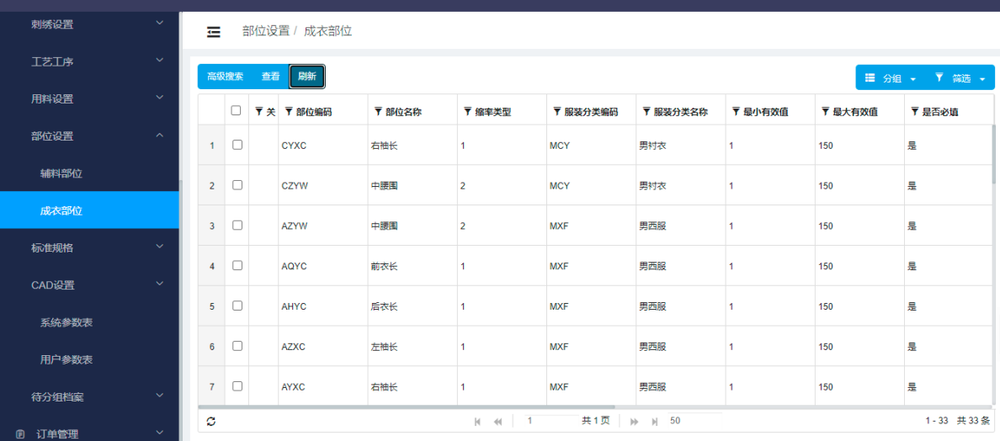 刺绣设置
工艺工序
用料设置
部位设置
辅料部位
成衣部位
标准规格
CAD设置
系统参数表
用户参数表
待分组档案
订单管理
部位设置 / 成衣部位
高级搜索 查看 刷新 分组 筛选
关 部位编码 部位名称 缩率类型 服装分类编码 服装分类名称 最小有效值 最大有效值 是否必填
1 CYXC 右袖长 1 MCY 男衬衣 1 150 是
2 CZYW 中腰围 2 MCY 男衬衣 1 150 是
3 AZYW 中腰围 2 MXF 男西服 1 150 是
4 AQYC 前衣长 1 MXF 男西服 1 150 是
5 AHYC 后衣长 1 MXF 男西服 1 150 是
6 AZXC 左袖长 1 MXF 男西服 1 150 是
7 AYXC 右袖长 1 MXF 男西服 1 150 是
1 共 1 页 50 1 - 33 共 33 条